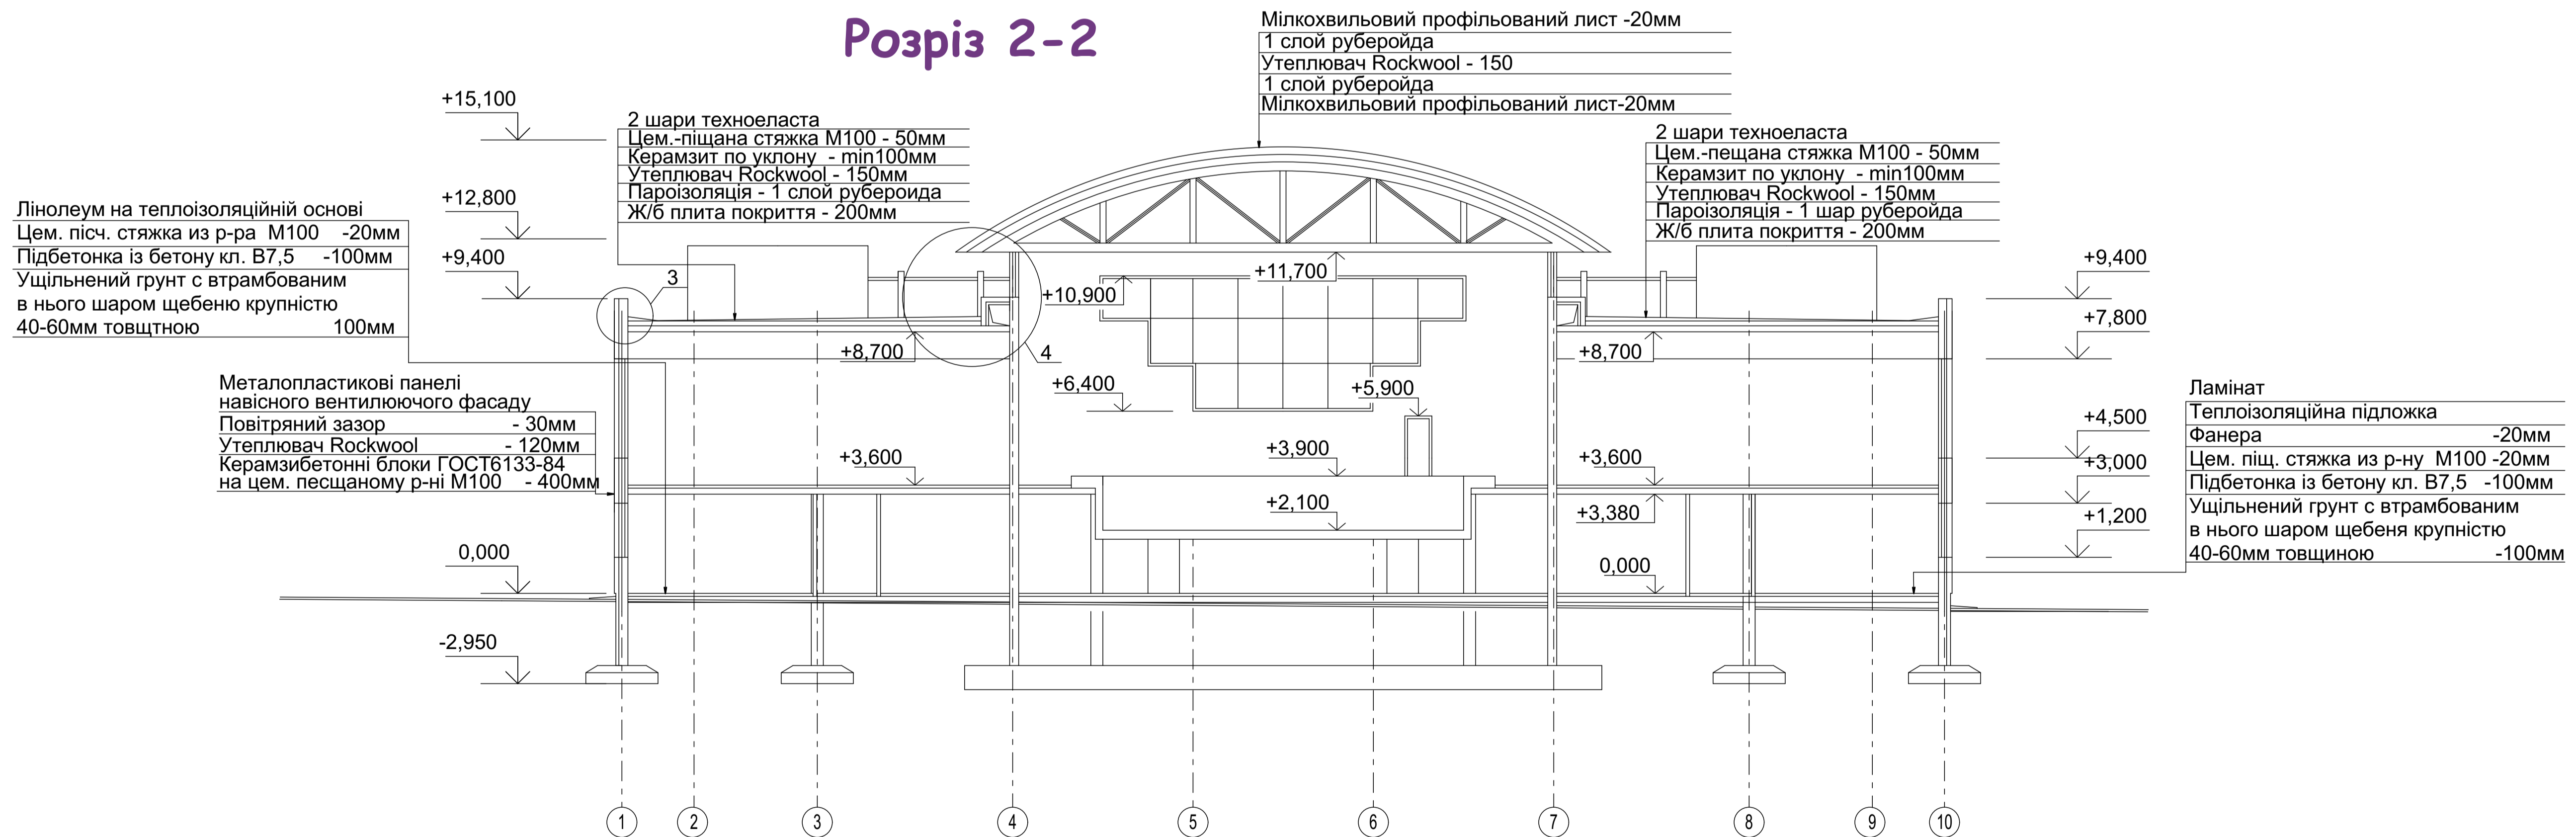 Розріз 2-2
Мілкохвильовий профільований лист -20мм
1 слой руберойда
Утеплювач Rockwool - 150
1 слой руберойда
Мілкохвильовий профільований лист-20мм
+15,100
+12,800
+9,400
2 шари техноеласта
Цем.-піщана стяжка М100 - 50мм
Керамзит по уклону - min100мм
Утеплювач Rockwool - 150мм
Пароізоляція - 1 слой рубероида
Ж/б плита покриття - 200мм
2 шари техноеласта
Цем.-пещана стяжка М100 - 50мм
Керамзит по уклону - min100мм
Утеплювач Rockwool - 150мм
Пароізоляція - 1 шар руберойда
Ж/б плита покриття - 200мм
Лінолеум на теплоізоляційній основі
Цем. пісч. стяжка из р-ра М100 -20мм
Підбетонка із бетону кл. В7,5 -100мм
Ущільнений грунт с втрамбованим
в нього шаром щебеню крупністю
40-60мм товщтною 100мм
3
4
+11,700
+10,900
+8,700
+8,700
+9,400
+7,800
+6,400
+5,900
Металопластикові панелі
навісного вентилюючого фасаду
Повітряний зазор - 30мм
Утеплювач Rockwool - 120мм
Керамзибетонні блоки ГОСТ6133-84
на цем. песщаному р-ні М100 - 400мм
+3,600
+3,900
+3,600
+2,100
+3,380
+4,500
+3,000
+1,200
Ламінат
Теплоізоляційна підложка
Фанера -20мм
Цем. піщ. стяжка из р-ну М100 -20мм
Підбетонка із бетону кл. В7,5 -100мм
Ущільнений грунт с втрамбованим
в нього шаром щебеня крупністю
40-60мм товщиною -100мм
0,000
0,000
-2,950
1 2 3 4 5 6 7 8 9 10